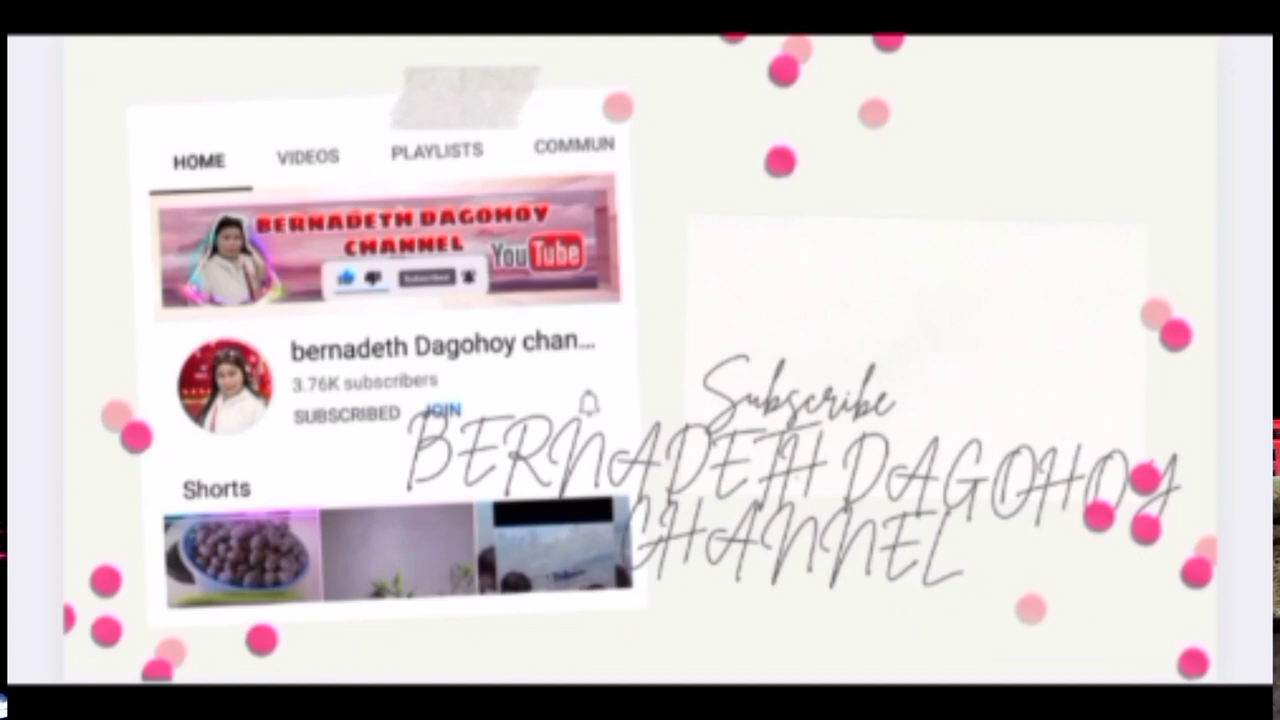 HOME VIDEOS PLAYLISTS COMMUN
BERNADETH DAGOHOY
CHANNEL
YouTube
Subscribed
bernadeth Dagohoy chan...
3.76K subscribers
SUBSCRIBED JOIN
Shorts
Subscribe
BERNADETH DAGOHOY
CHANNEL